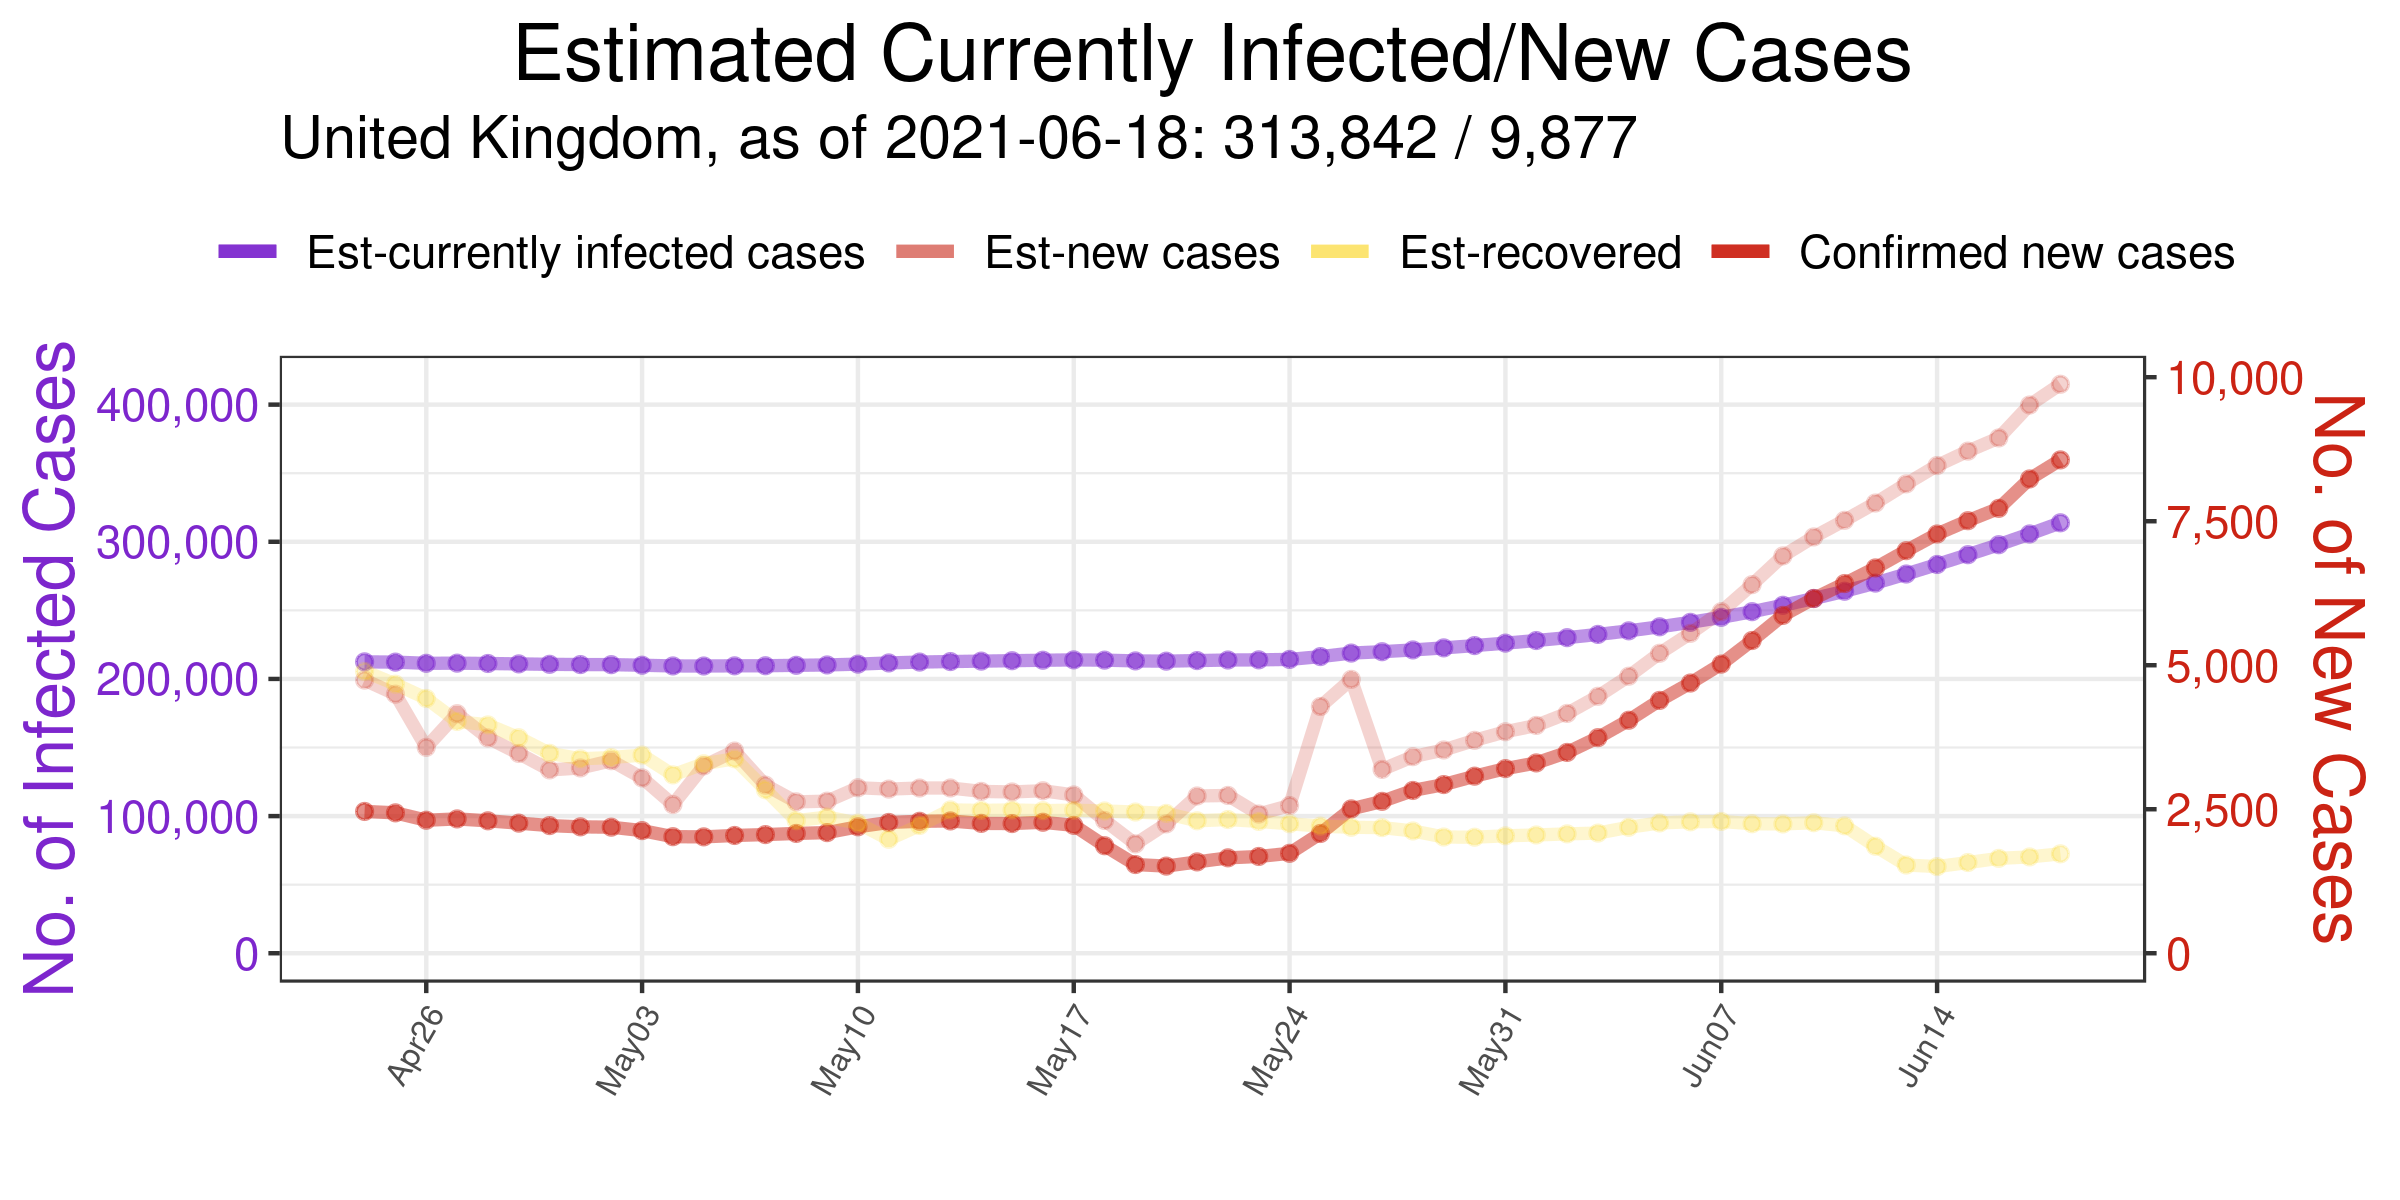 Estimated Currently Infected/New Cases
United Kingdom, as of 2021-06-18: 313,842 / 9,877
Est-currently infected cases Est-new cases Est-recovered Confirmed new cases
No. of Infected Cases
400,000
300,000
200,000
100,000
0
10,000
7,500
5,000
2,500
0
No. of New Cases
Apr26 May03 May10 May17 May24 May31 Jun07 Jun14